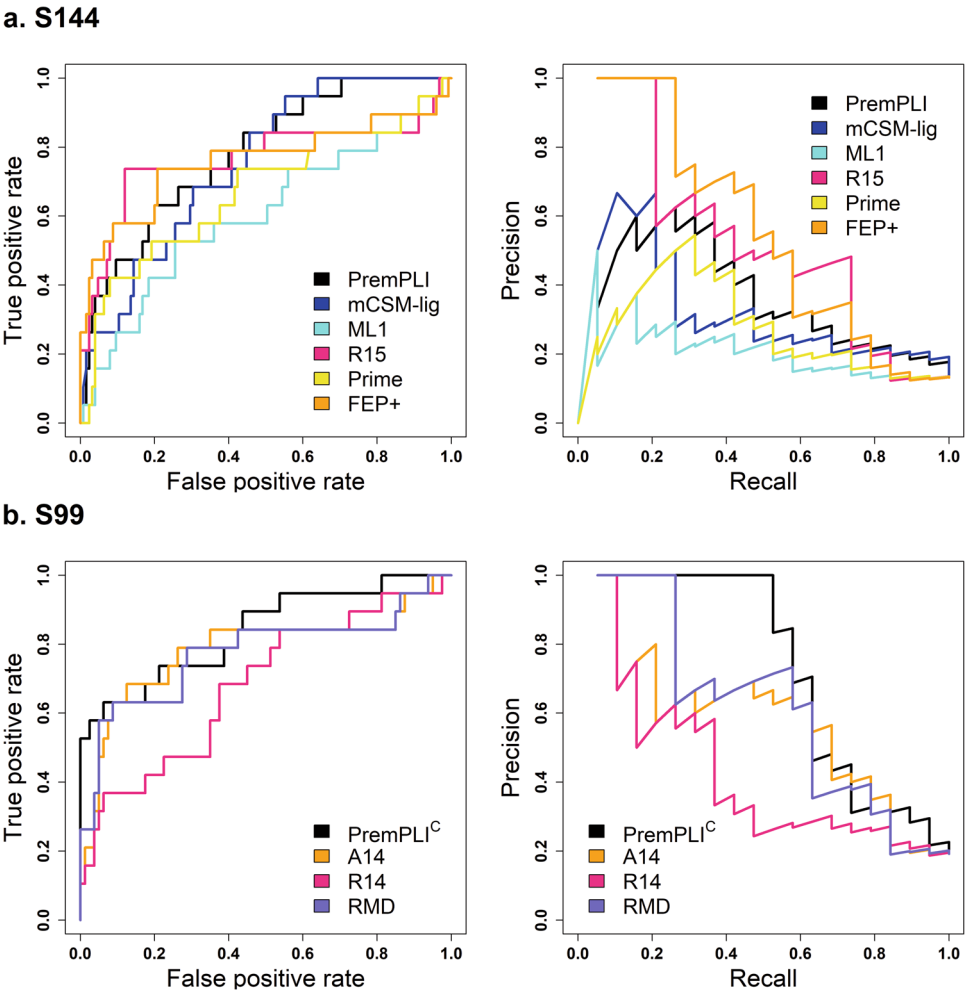 a. S144
True positive rate
1.0
0.8
0.6
0.4
0.2
0.0
PremPLI
mCSM-lig
ML1
R15
Prime
FEP+
0.0 0.2 0.4 0.6 0.8 1.0
False positive rate
Precision
1.0
0.8
0.6
0.4
0.2
0.0
PremPLI
mCSM-lig
ML1
R15
Prime
FEP+
0.0 0.2 0.4 0.6 0.8 1.0
Recall
b. S99
True positive rate
1.0
0.8
0.6
0.4
0.2
0.0
PremPLIᶜ
A14
R14
RMD
0.0 0.2 0.4 0.6 0.8 1.0
False positive rate
Precision
1.0
0.8
0.6
0.4
0.2
0.0
PremPLIᶜ
A14
R14
RMD
0.0 0.2 0.4 0.6 0.8 1.0
Recall